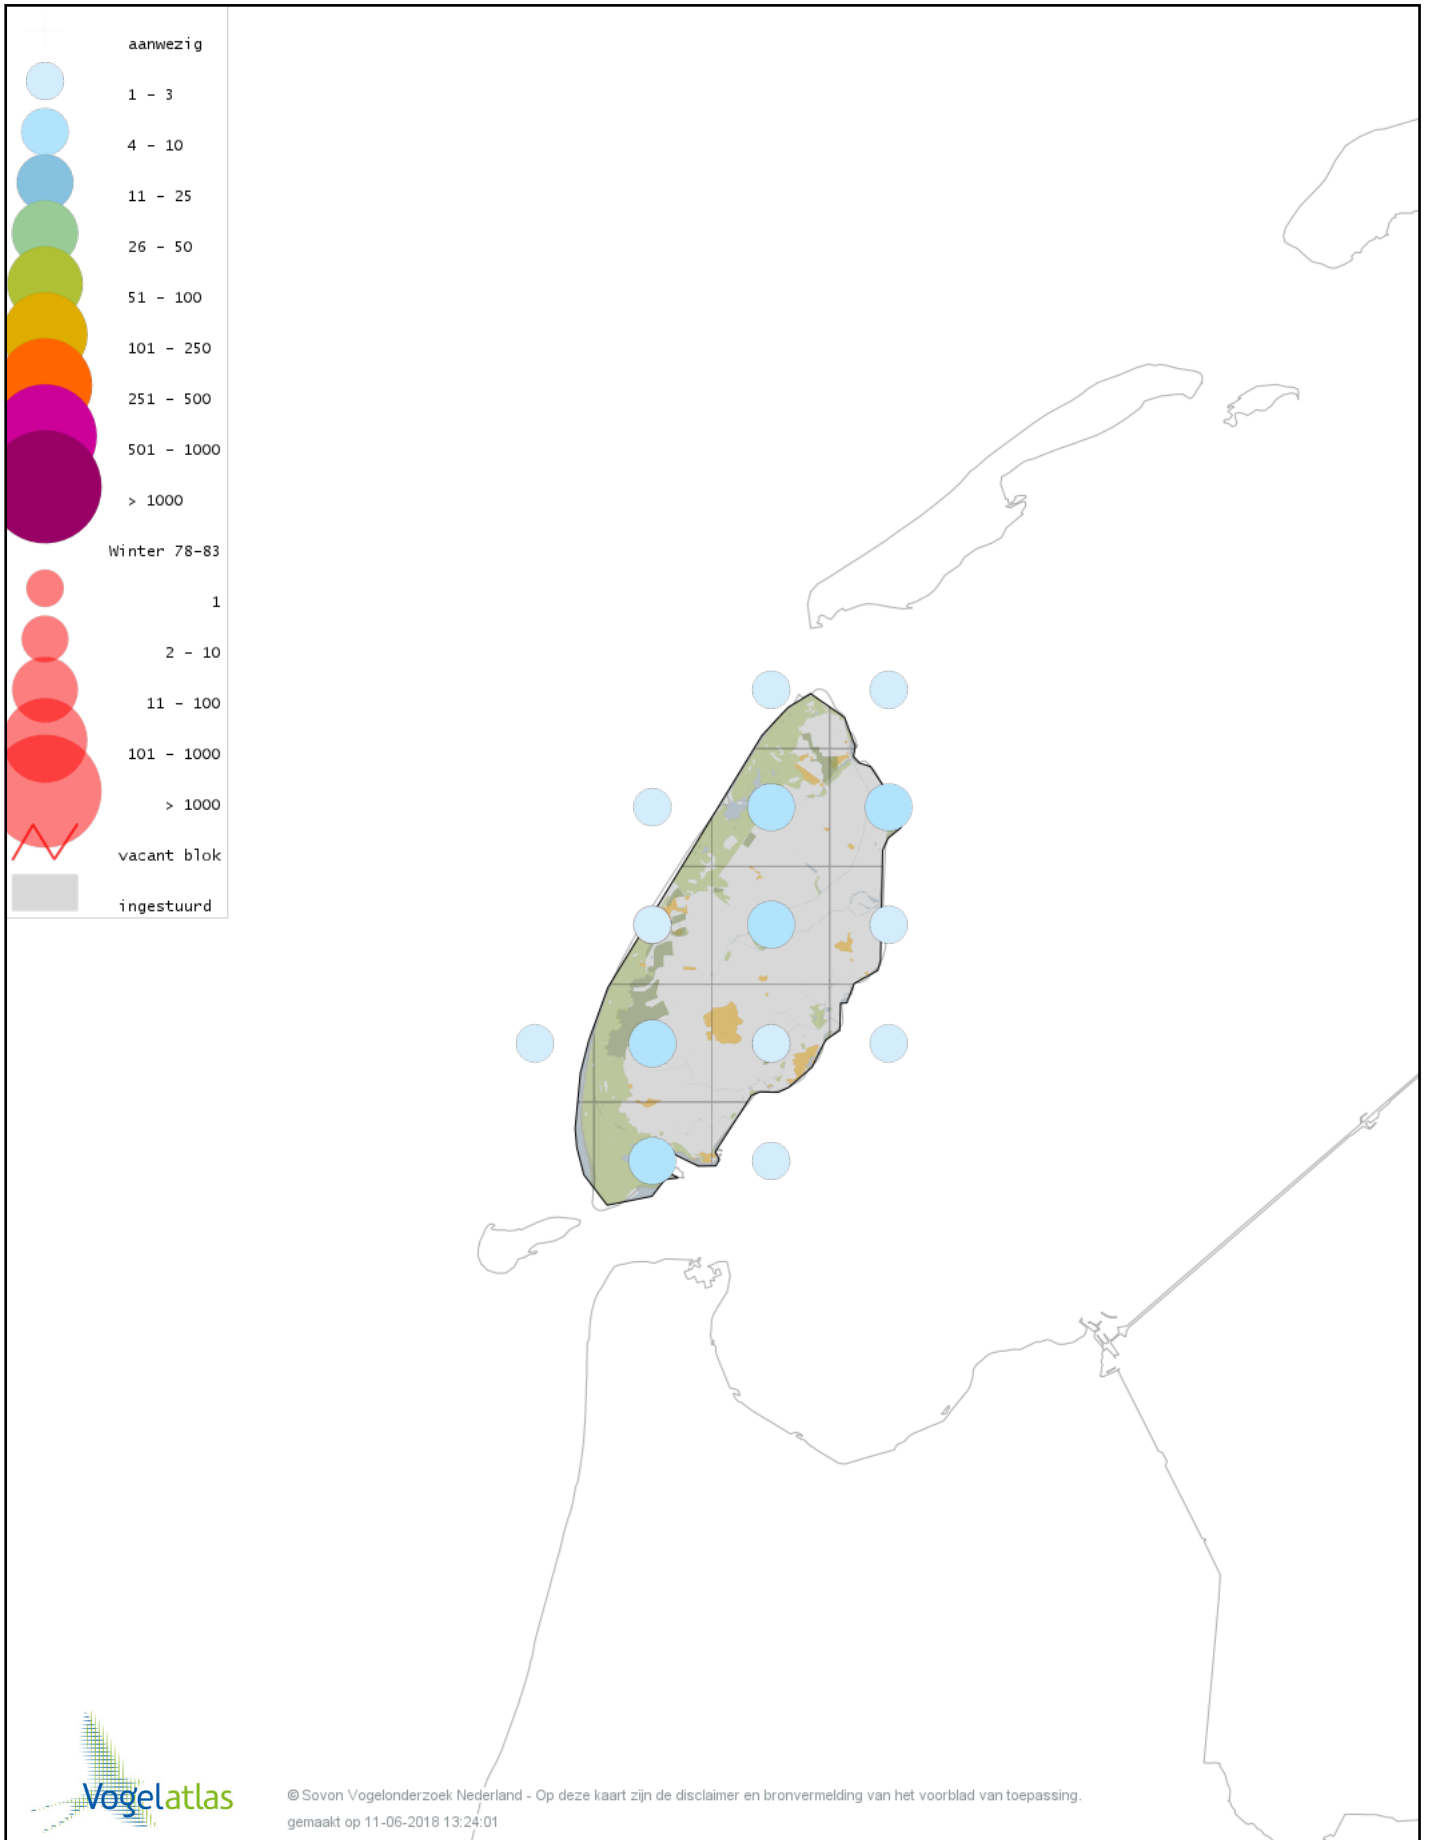 aanwezig
1 - 3
4 - 10
11 - 25
26 - 50
51 - 100
101 - 250
251 - 500
501 - 1000
> 1000
Winter 78-83
1
2 - 10
11 - 100
101 - 1000
> 1000
vacant blok
ingestuurd
Vogelatlas
© Sovon Vogelonderzoek Nederland - Op deze kaart zijn de disclaimer en bronvermelding van het voorblad van toepassing.
gemaakt op 11-06-2018 13:24:01